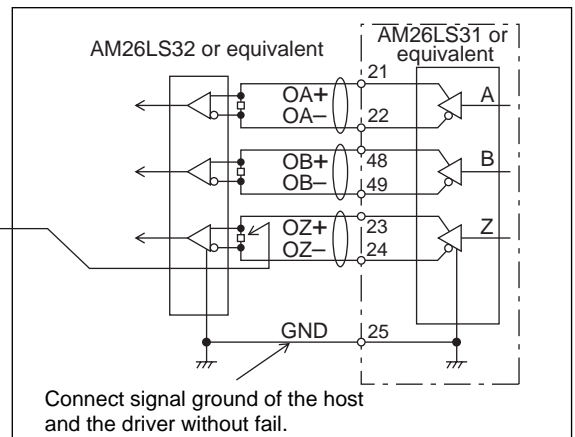 AM26LS32 or equivalent
AM26LS31 or
equivalent
21
OA+
OA−
22
A
OB+
48
OB−
49
B
OZ+
23
OZ−
24
Z
GND
25
Connect signal ground of the host
and the driver without fail.